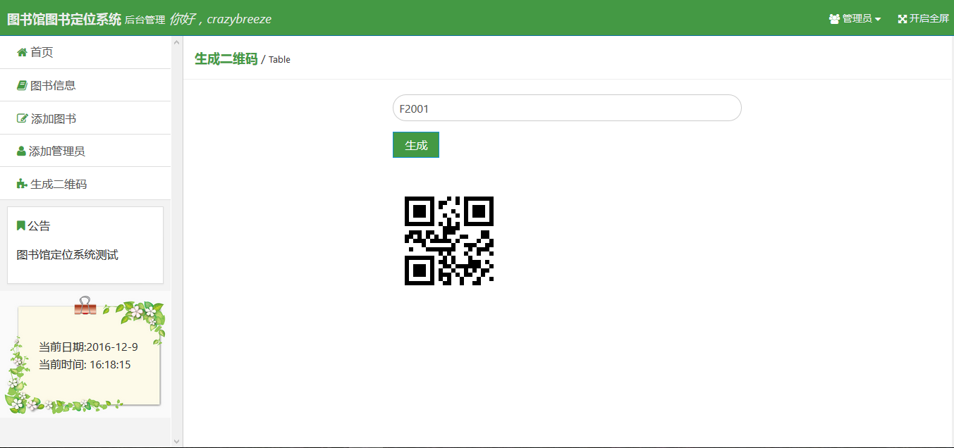 图书馆图书定位系统 后台管理 你好，crazybreeze
管理员
开启全屏
首页
图书信息
添加图书
添加管理员
生成二维码
公告
图书馆定位系统测试
当前日期:2016-12-9
当前时间: 16:18:15
生成二维码 / Table
F2001
生成